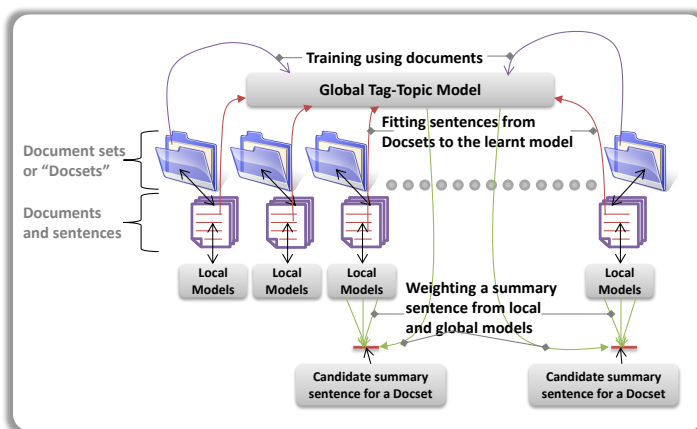 Training using documents
Global Tag-Topic Model
Fitting sentences from
Docsets to the learnt model
Document sets
or “Docsets”
Documents
and sentences
Local
Models
Local
Models
Local
Models
Local
Models
Weighting a summary
sentence from local
and global models
Candidate summary
sentence for a Docset
Candidate summary
sentence for a Docset